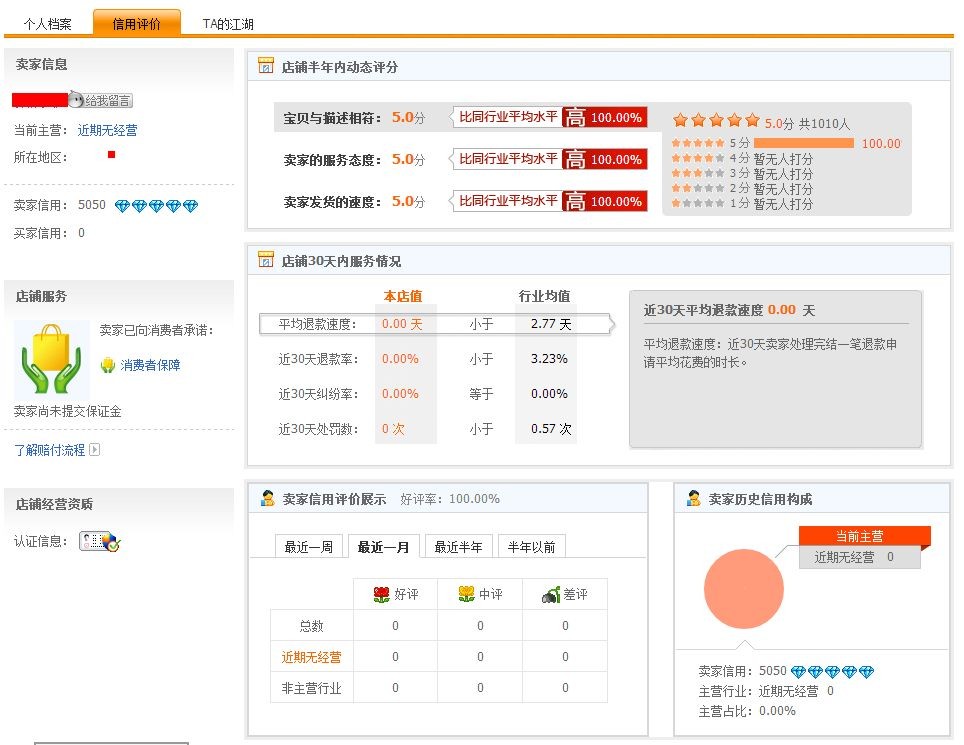 个人档案 信用评价 TA的江湖
卖家信息
给我留言
当前主营： 近期无经营
所在地区：
卖家信用： 5050
买家信用： 0
店铺服务
卖家已向消费者承诺：
消费者保障
卖家尚未提交保证金
了解赔付流程
店铺经营资质
认证信息：
店铺半年内动态评分
宝贝与描述相符： 5.0分 比同行业平均水平 高 100.00%
卖家的服务态度： 5.0分 比同行业平均水平 高 100.00%
卖家发货的速度： 5.0分 比同行业平均水平 高 100.00%
5.0分 共1010人
5分 100.00
4分 暂无人打分
3分 暂无人打分
2分 暂无人打分
1分 暂无人打分
店铺30天内服务情况
本店值 行业均值
平均退款速度： 0.00 天 小于 2.77 天
近30天退款率： 0.00% 小于 3.23%
近30天纠纷率： 0.00% 等于 0.00%
近30天处罚数： 0 次 小于 0.57 次
近30天平均退款速度 0.00 天
平均退款速度：近30天卖家处理完结一笔退款申
请平均花费的时长。
卖家信用评价展示 好评率：100.00%
最近一周 最近一月 最近半年 半年以前
好评 中评 差评
总数 0 0 0
近期无经营 0 0 0
非主营行业 0 0 0
卖家历史信用构成
当前主营
近期无经营 0
卖家信用：5050
主营行业：近期无经营 0
主营占比：0.00%